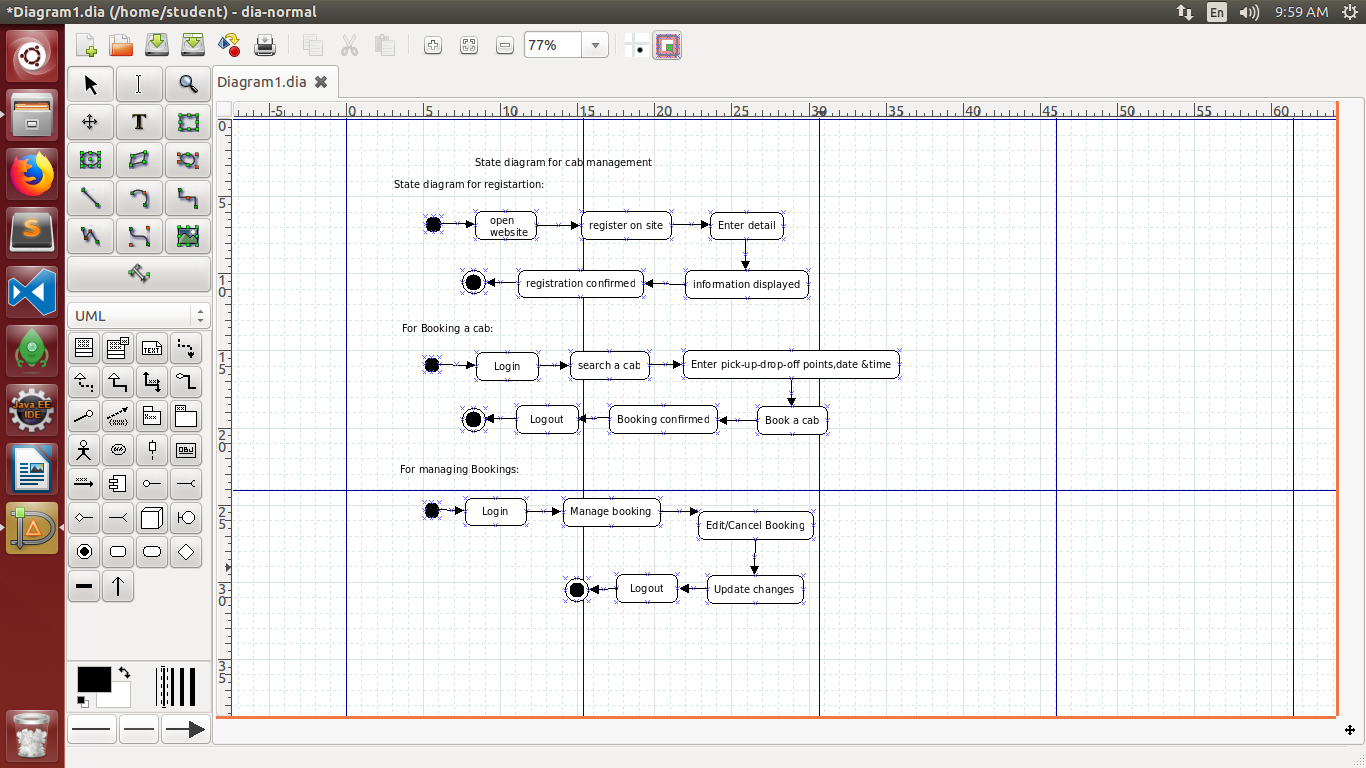 *Diagram1.dia (/home/student) - dia-normal
En
9:59 AM
77%
Diagram1.dia
-5 0 5 10 15 20 25 30 35 40 45 50 55 60
0
5
10
15
20
25
30
35
UML
TEXT
OBJ
Java EE
IDE
State diagram for cab management
State diagram for registartion:
open
website
register on site
Enter detail
registration confirmed
information displayed
For Booking a cab:
Login
search a cab
Enter pick-up-drop-off points,date &time
Logout
Booking confirmed
Book a cab
For managing Bookings:
Login
Manage booking
Edit/Cancel Booking
Logout
Update changes